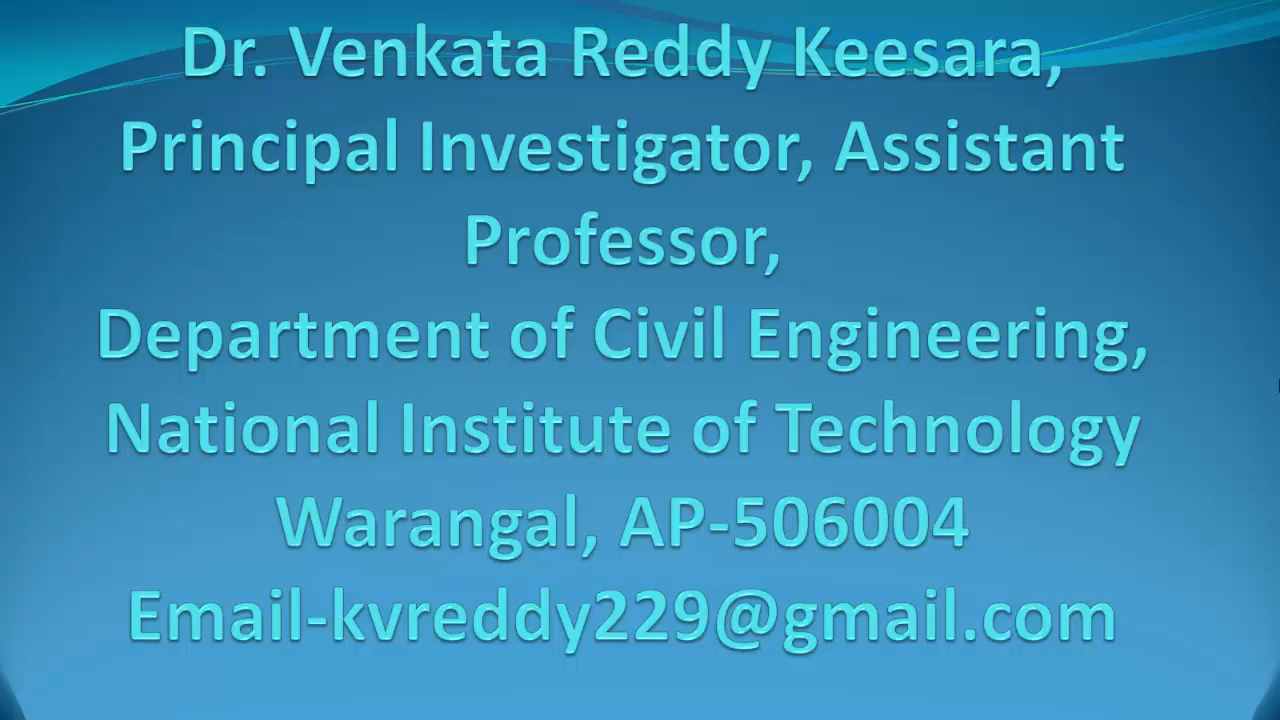 Dr. Venkata Reddy Keesara,
Principal Investigator, Assistant
Professor,
Department of Civil Engineering,
National Institute of Technology
Warangal, AP-506004
Email-kvreddy229@gmail.com